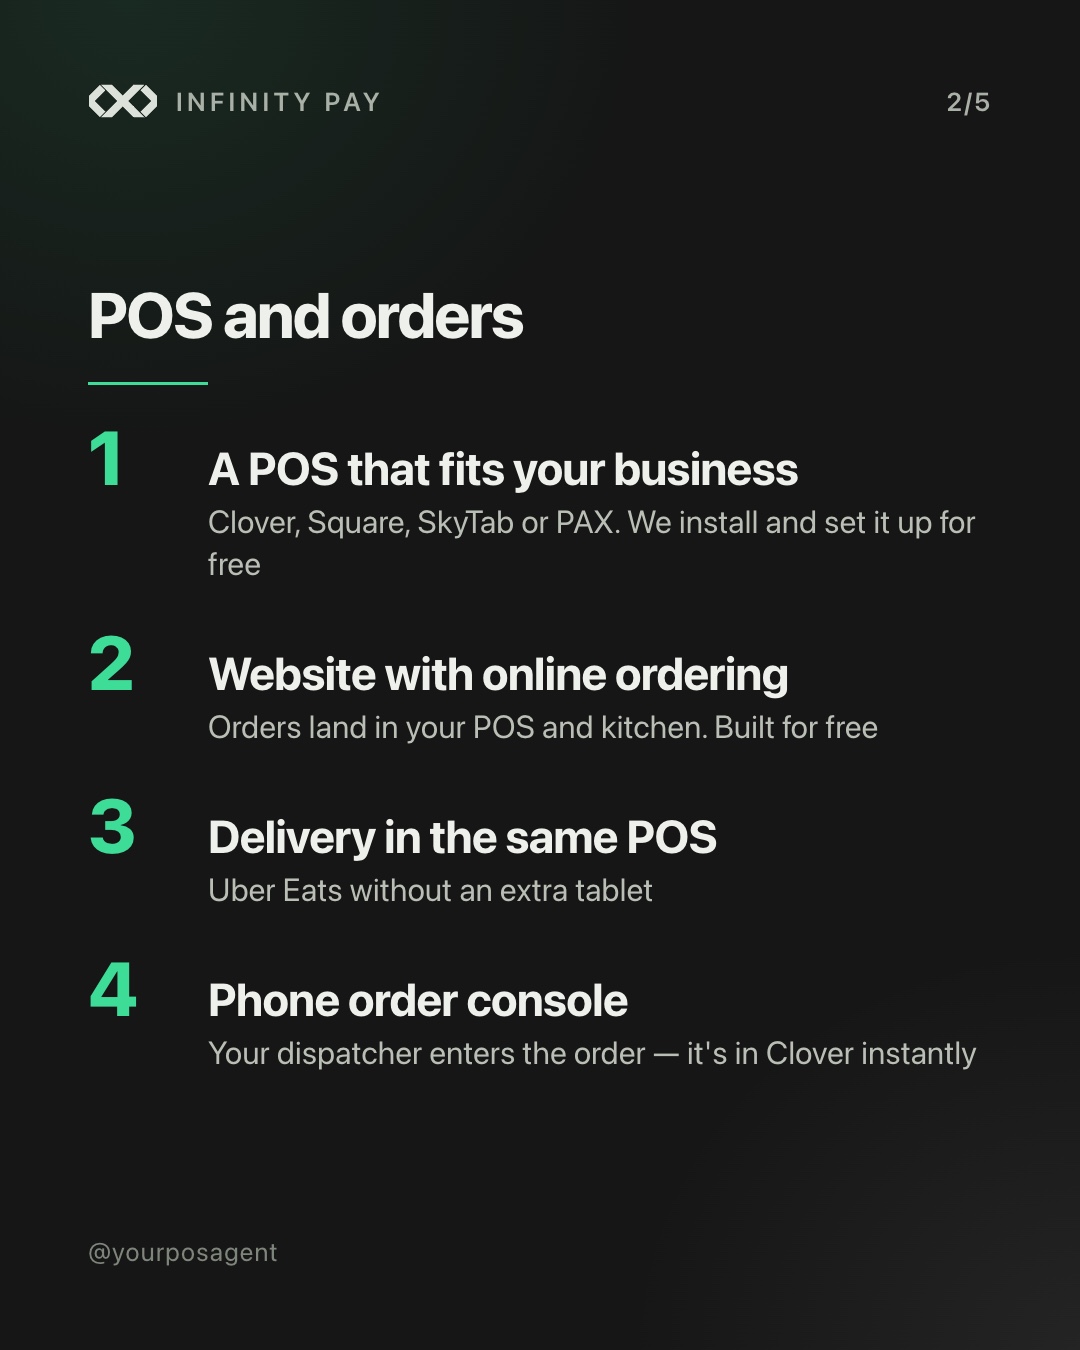 INFINITY PAY
2/5
POS and orders
1
A POS that fits your business
Clover, Square, SkyTab or PAX. We install and set it up for
free
2
Website with online ordering
Orders land in your POS and kitchen. Built for free
3
Delivery in the same POS
Uber Eats without an extra tablet
4
Phone order console
Your dispatcher enters the order — it's in Clover instantly
@yourposagent